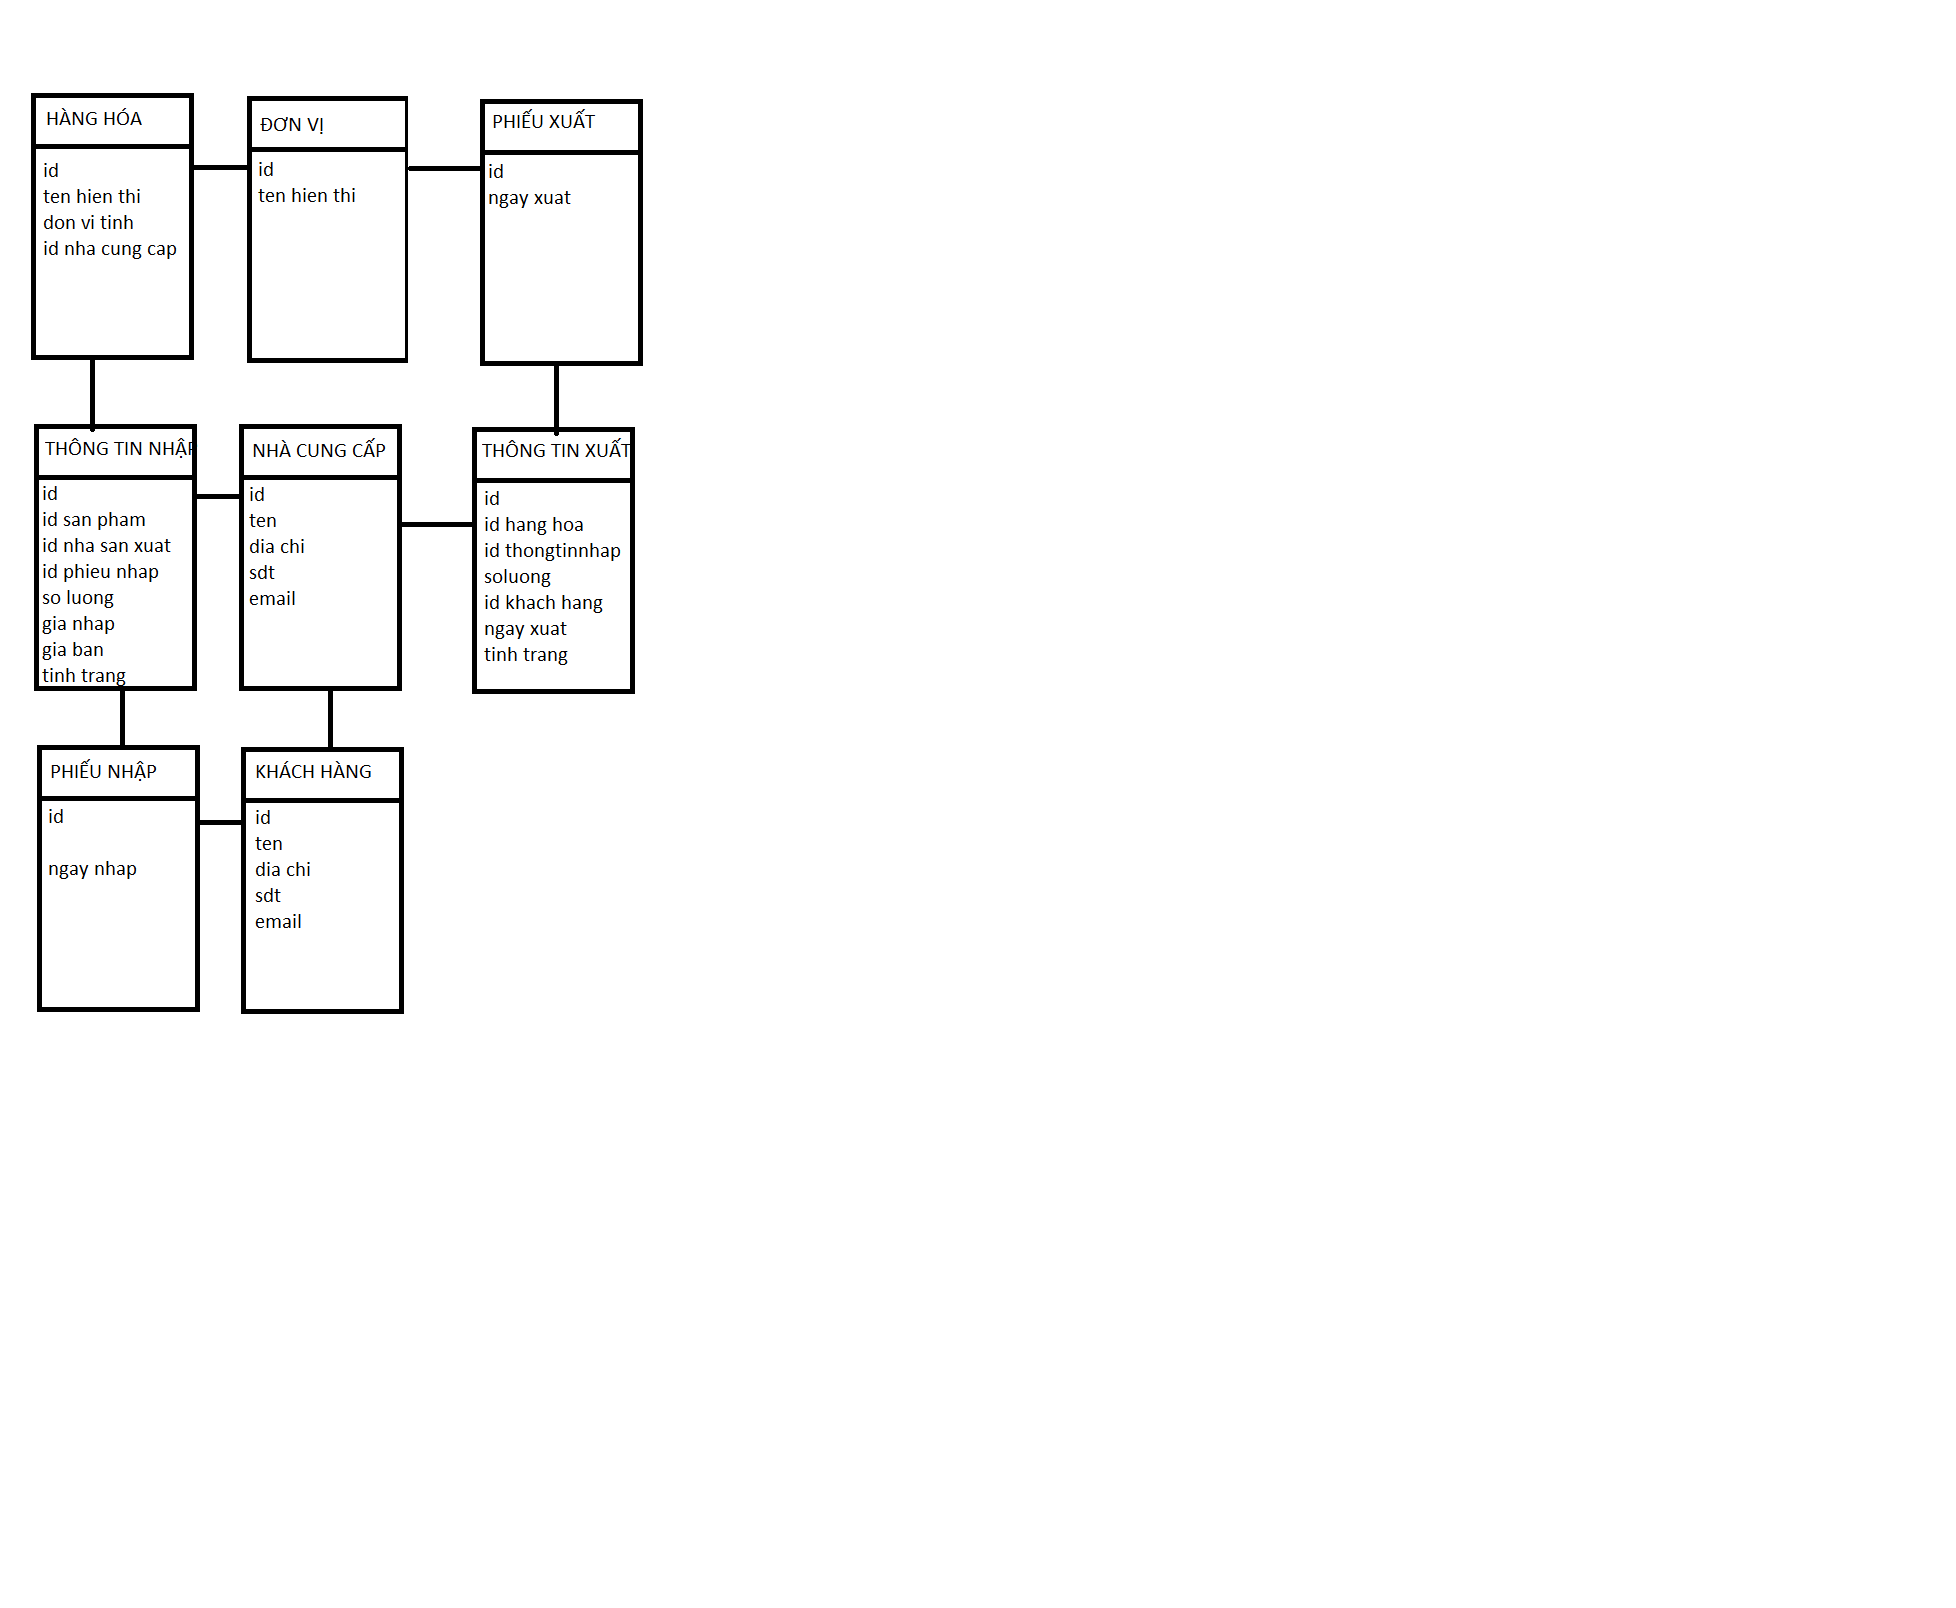 HÀNG HÓA
id
ten hien thi
don vi tinh
id nha cung cap
ĐƠN VỊ
id
ten hien thi
PHIẾU XUẤT
id
ngay xuat
THÔNG TIN NHẬP
id
id san pham
id nha san xuat
id phieu nhap
so luong
gia nhap
gia ban
tinh trang
NHÀ CUNG CẤP
id
ten
dia chi
sdt
email
THÔNG TIN XUẤT
id
id hang hoa
id thongtinnhap
soluong
id khach hang
ngay xuat
tinh trang
PHIẾU NHẬP
id
ngay nhap
KHÁCH HÀNG
id
ten
dia chi
sdt
email